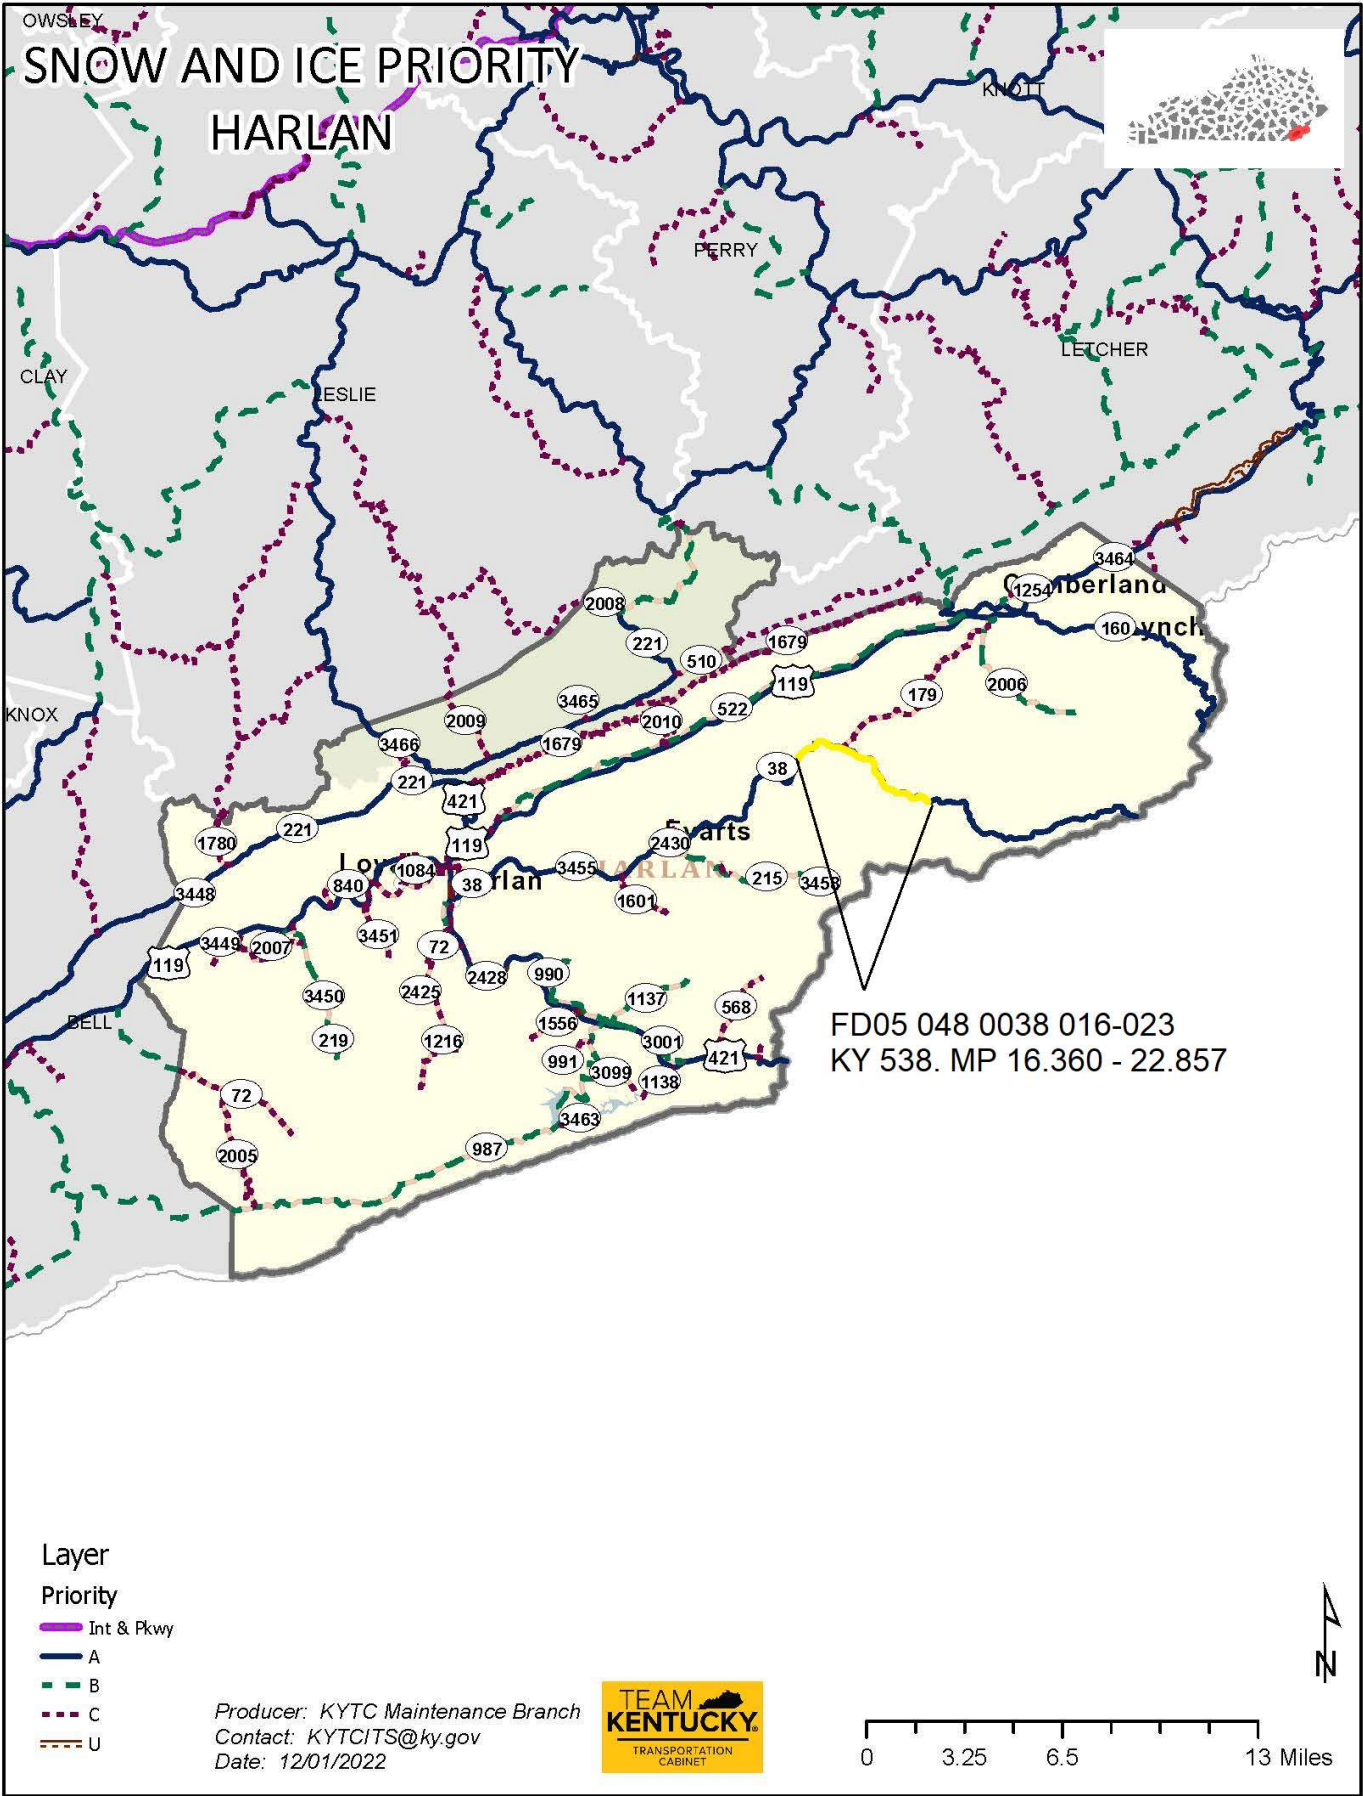 OWSLEY
SNOW AND ICE PRIORITY
HARLAN
KNOTT
PERRY
LETCHER
CLAY
LESLIE
KNOX
BELL
3464
1254
160
2008
221
510
1679
119
179
2006
3465
2010
522
2009
1679
3466
221
421
38
221
1780
119
2430
3455
HARLAN
215
3458
1084
840
38
1601
3448
3449
2007
3451
72
119
2428
990
3450
2425
1137
568
1556
219
1216
3001
421
991
3099
1138
72
3463
987
2005
FD05 048 0038 016-023
KY 538. MP 16.360 - 22.857
Layer
Priority
Int & Pkwy
A
B
C
U
Producer: KYTC Maintenance Branch
Contact: KYTCITS@ky.gov
Date: 12/01/2022
TEAM
KENTUCKY.
TRANSPORTATION
CABINET
N
0 3.25 6.5 13 Miles